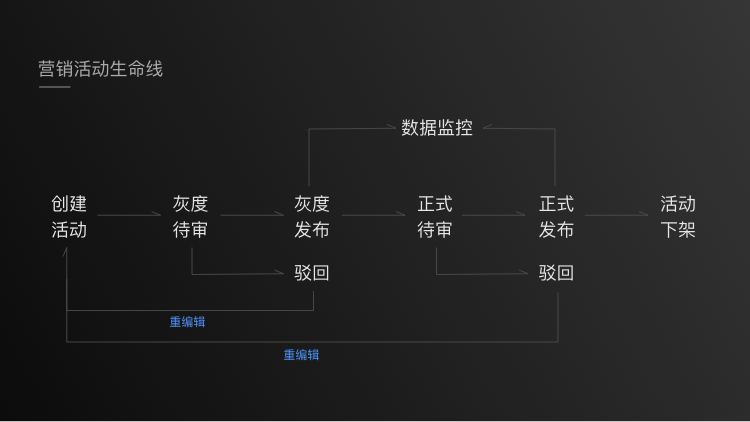 营销活动生命线
数据监控
创建 灰度 灰度 正式 正式 活动
活动 待审 发布 待审 发布 下架
驳回 驳回
重编辑
重编辑